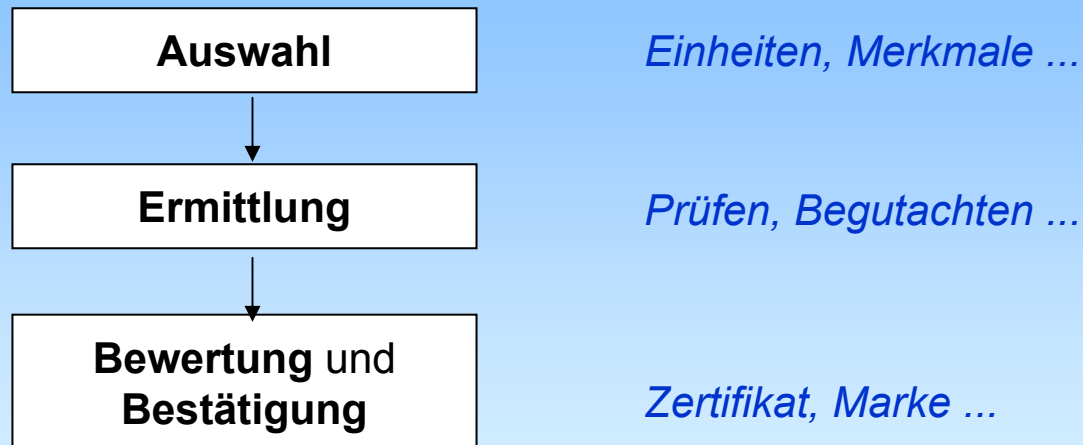 Auswahl
Einheiten, Merkmale ...
Ermittlung
Prüfen, Begutachten ...
Bewertung und
Bestätigung
Zertifikat, Marke ...